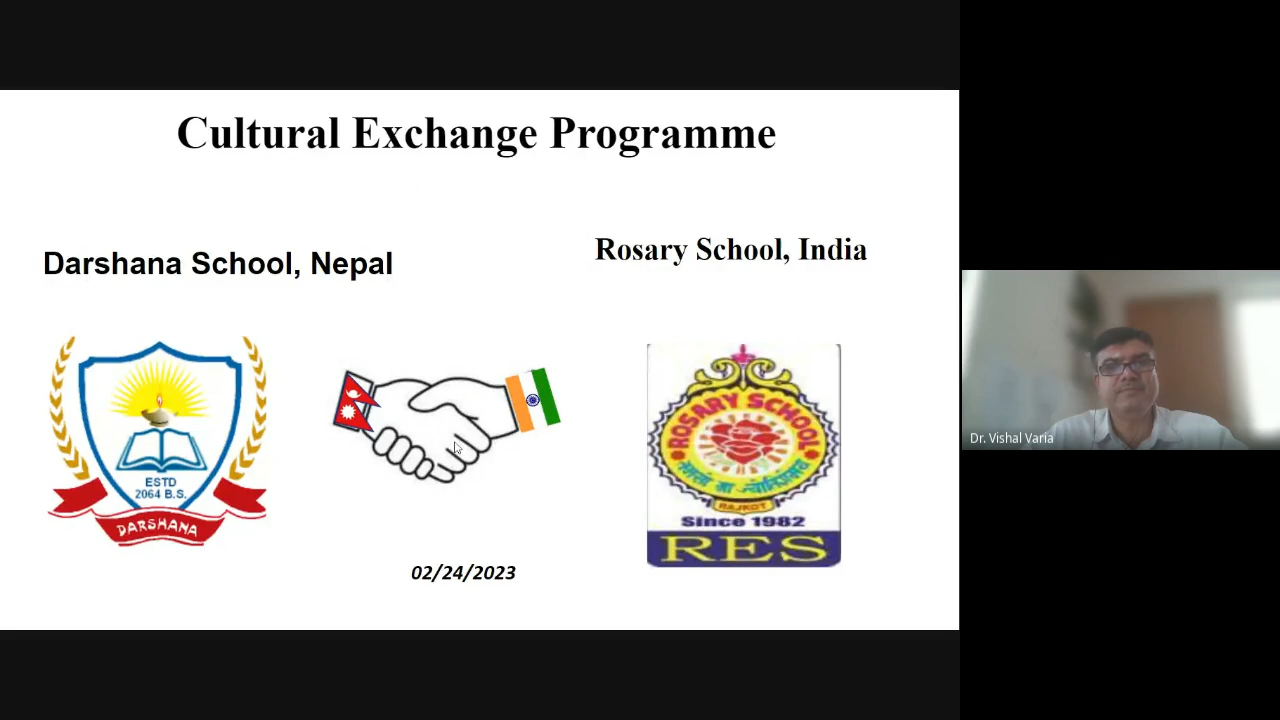 Cultural Exchange Programme
Darshana School, Nepal
Rosary School, India
ESTD
2064 B.S.
DARSHANA
ROSARY SCHOOL
RAJKOT
Since 1982
RES
02/24/2023
Dr. Vishal Varia